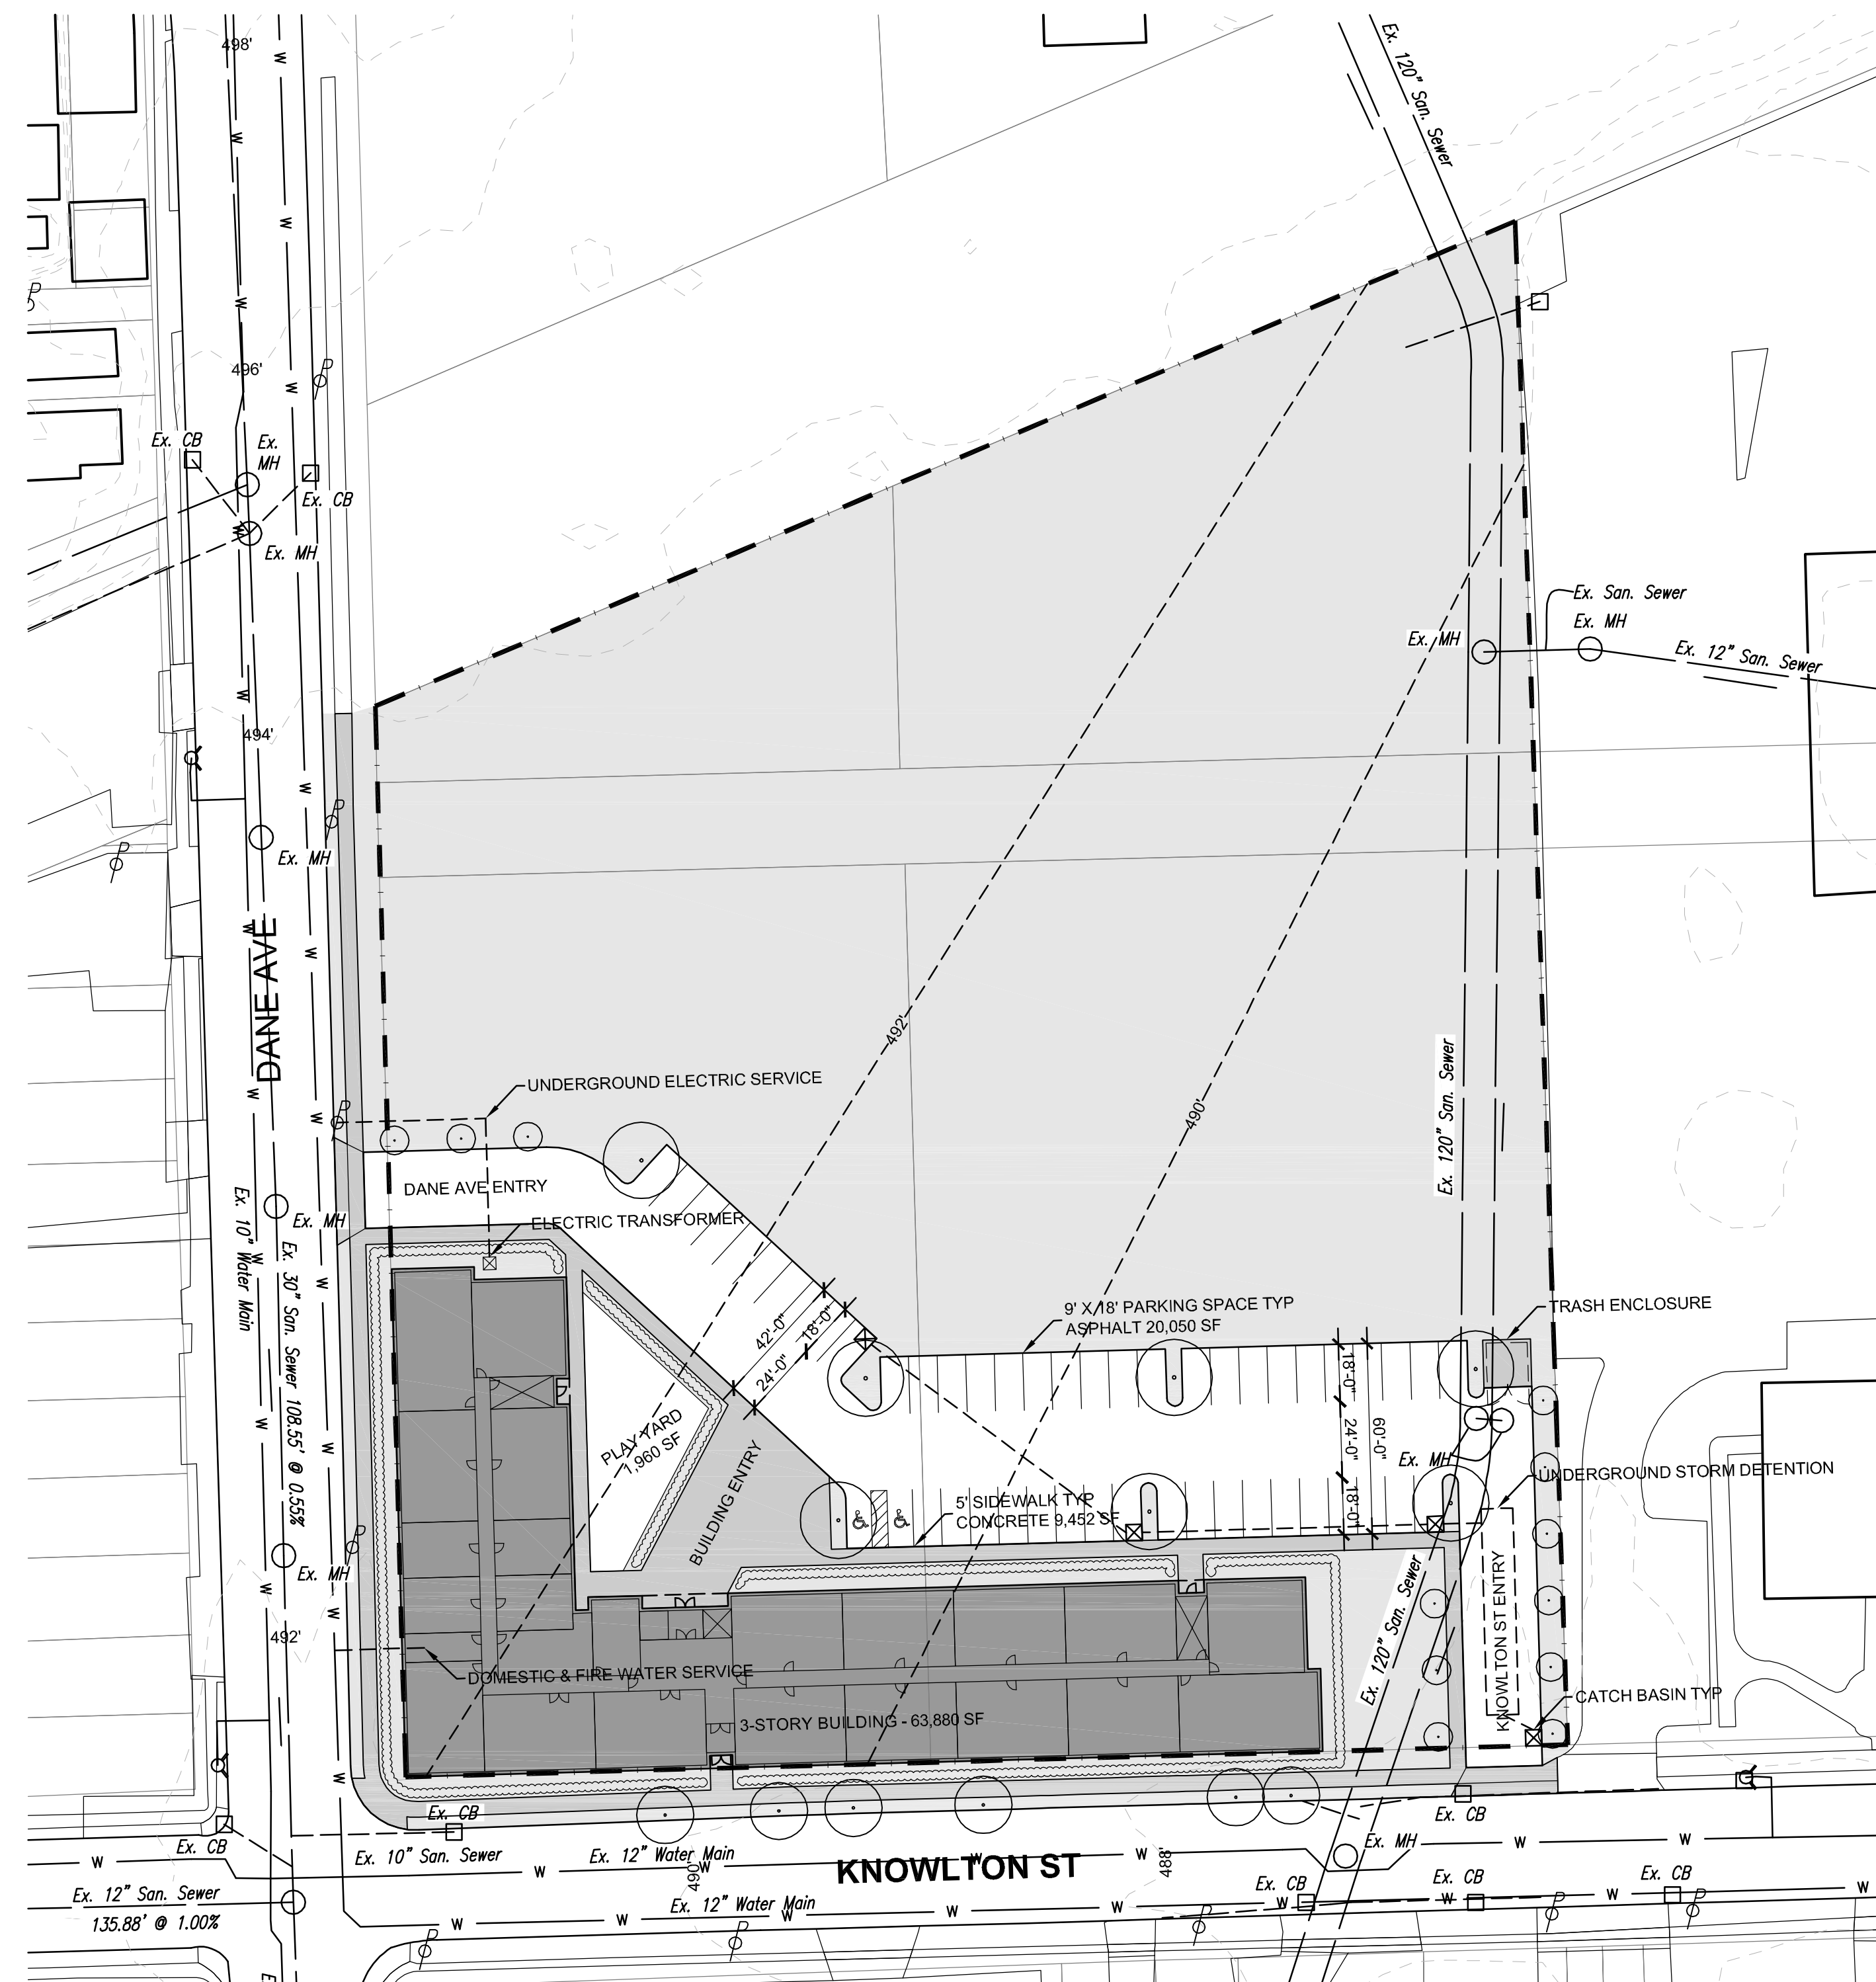 498'
W
Ex. 120" San. Sewer
W
W
W
496'
W
Ex. CB
Ex.
MH
Ex. CB
W
Ex. MH
Ex. San. Sewer
Ex. MH
Ex. MH
Ex. 12" San. Sewer
W
494'
W
Ex. MH
DANE AVE
W
W
492'
490'
Ex. 120" San. Sewer
UNDERGROUND ELECTRIC SERVICE
W
W
DANE AVE ENTRY
Ex. 10" Water Main
Ex. MH
ELECTRIC TRANSFORMER
W
W
Ex. 30" San. Sewer 108.55' @ 0.55%
9' X 18' PARKING SPACE TYP
ASPHALT 20,050 SF
TRASH ENCLOSURE
42'-0"
18'-0"
24'-0"
18'-0"
24'-0"
60'-0"
18'-0"
PLAY YARD
1,960 SF
W
W
BUILDING ENTRY
Ex. MH
UNDERGROUND STORM DETENTION
5' SIDEWALK TYP
CONCRETE 9,452 SF
Ex. MH
W
W
Ex. 120" San. Sewer
KNOWLTON ST ENTRY
492'
DOMESTIC & FIRE WATER SERVICE
3-STORY BUILDING - 63,880 SF
CATCH BASIN TYP
W
Ex. CB
Ex. CB
Ex. CB
Ex. 10" San. Sewer
Ex. 12" Water Main
KNOWLTON ST
Ex. MH
W
W
W
W
W
W
W
490'
488'
Ex. 12" San. Sewer
135.88' @ 1.00%
Ex. 12" Water Main
Ex. CB
Ex. CB
Ex. CB
W
W
W
W
W
W
W
W
W